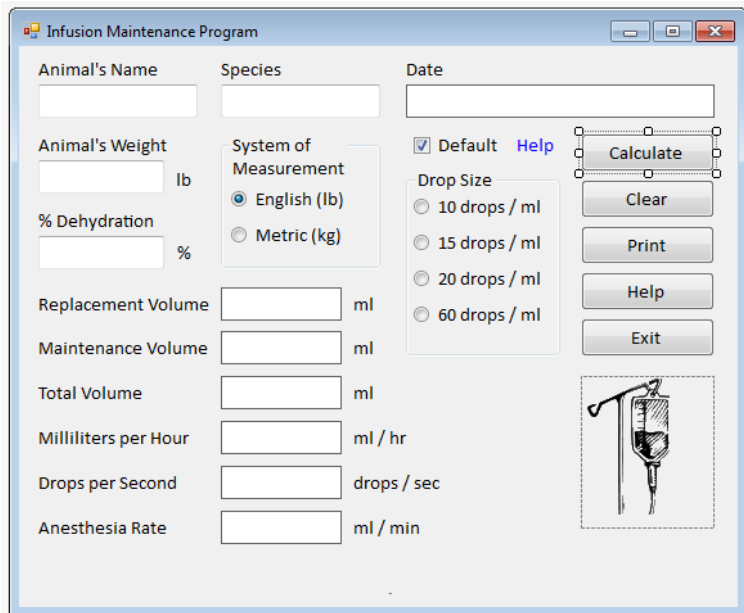 Infusion Maintenance Program
Animal's Name Species Date
Animal's Weight
lb
% Dehydration
%
System of
Measurement
English (lb)
Metric (kg)
Default Help
Drop Size
10 drops / ml
15 drops / ml
20 drops / ml
60 drops / ml
Calculate
Clear
Print
Help
Exit
Replacement Volume ml
Maintenance Volume ml
Total Volume ml
Milliliters per Hour ml / hr
Drops per Second drops / sec
Anesthesia Rate ml / min
.